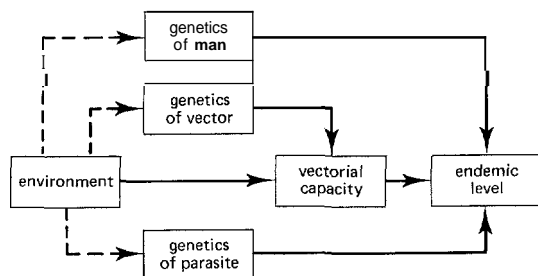 genetics
of man
genetics
of vector
environment
vectorial
capacity
endemic
level
genetics
of parasite